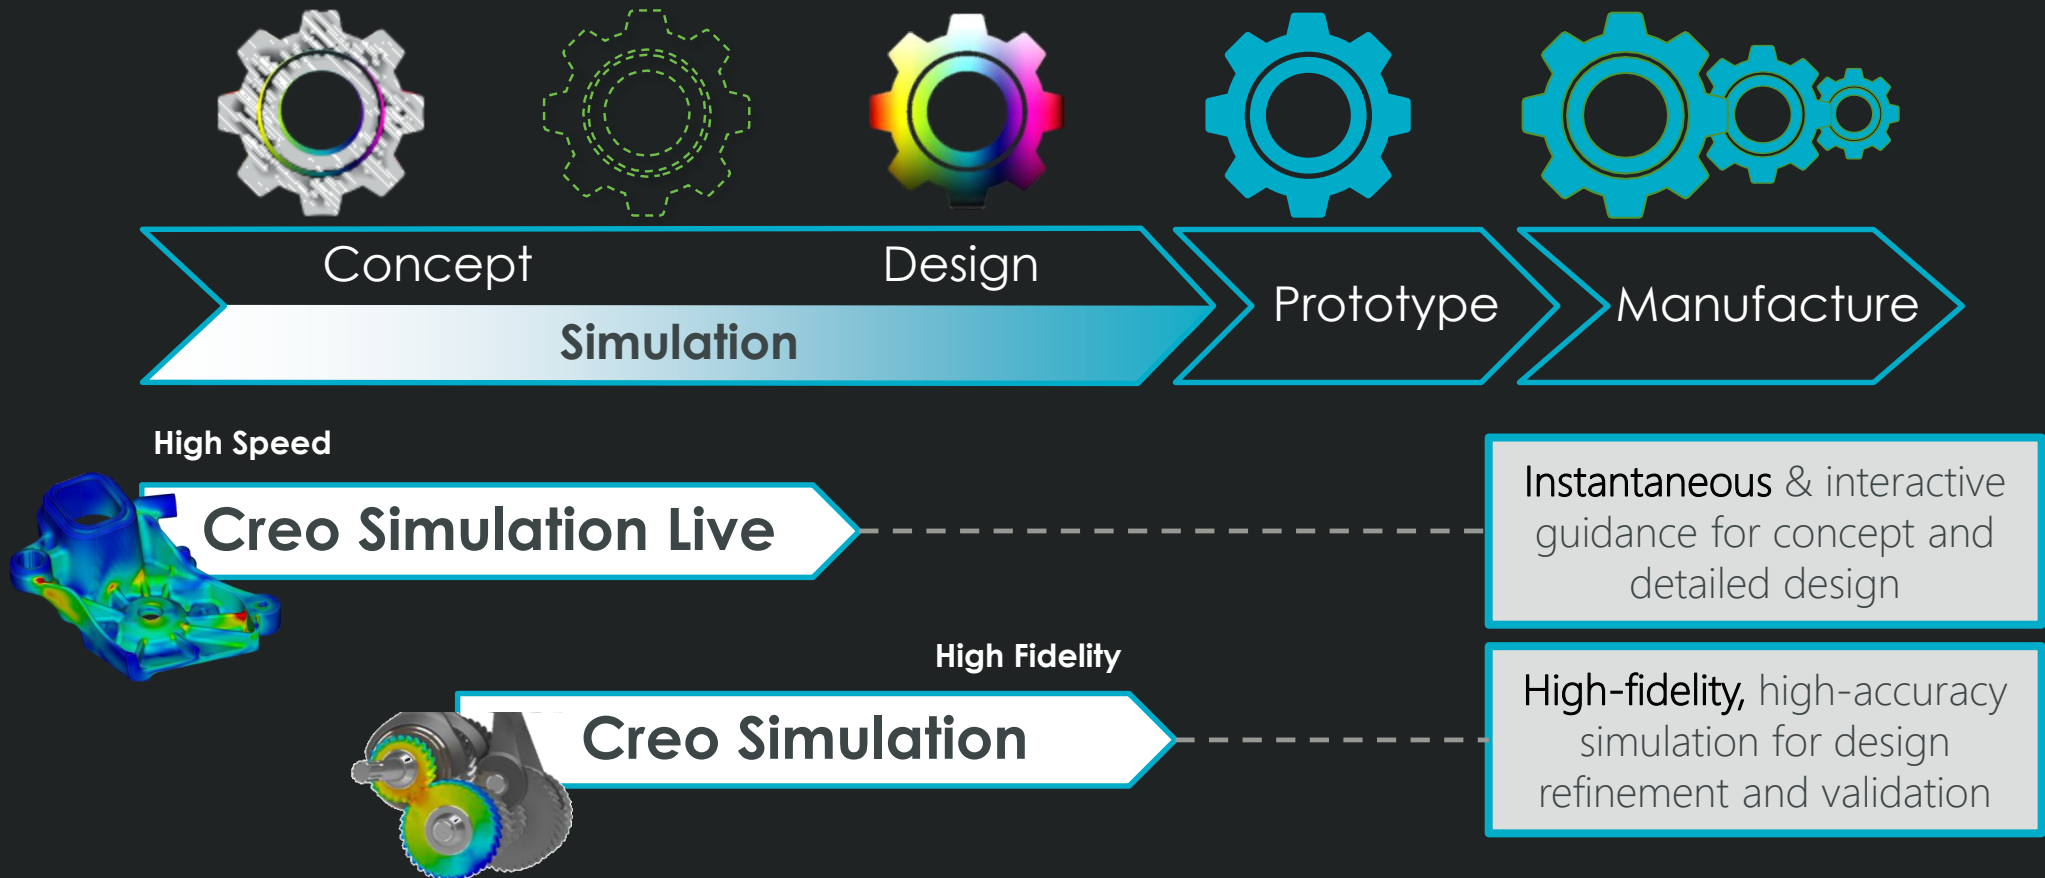 Concept
Design
Simulation
Prototype
Manufacture
High Speed
Creo Simulation Live
Instantaneous & interactive
guidance for concept and
detailed design
High Fidelity
Creo Simulation
High-fidelity, high-accuracy
simulation for design
refinement and validation